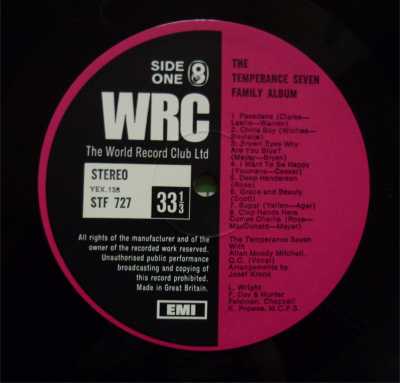 SIDE
ONE 8
WRC
The World Record Club Ltd
STEREO
YEX.138
STF 727
33 1/3
All rights of the manufacturer and of the
owner of the recorded work reserved.
Unauthorised public performance
broadcasting and copying of
this record prohibited.
Made in Great Britain.
EMI
THE
TEMPERANCE SEVEN
FAMILY ALBUM
1. Pasadena (Clarke—
Leslie—Warren)
2. China Boy (Winfree—
Boutelje)
3. Brown Eyes Why
Are You Blue?
(Meyer—Bryan)
4. I Want To Be Happy
(Youmans—Caesar)
5. Deep Henderson
(Rose)
6. Grace and Beauty
(Scott)
7. Sugar (Yellen—Ager)
8. Clap Hands Here
Comes Charlie (Rose—
MacDonald—Meyer)
The Temperance Seven
With
Allan Moody Mitchell,
Q.C. (Vocal)
Arrangements by
Josef Krona
L. Wright
F. Day & Hunter
Feldman, Chappell
K. Prowse, M.C.P.S.